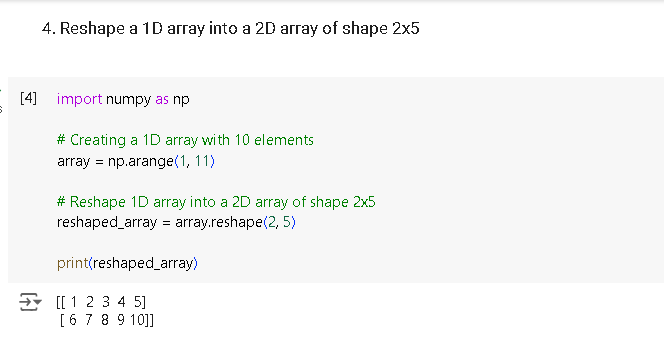 4. Reshape a 1D array into a 2D array of shape 2x5
[4] import numpy as np
# Creating a 1D array with 10 elements
array = np.arange(1, 11)
# Reshape 1D array into a 2D array of shape 2x5
reshaped_array = array.reshape(2, 5)
print(reshaped_array)
[[ 1 2 3 4 5]
[ 6 7 8 9 10]]